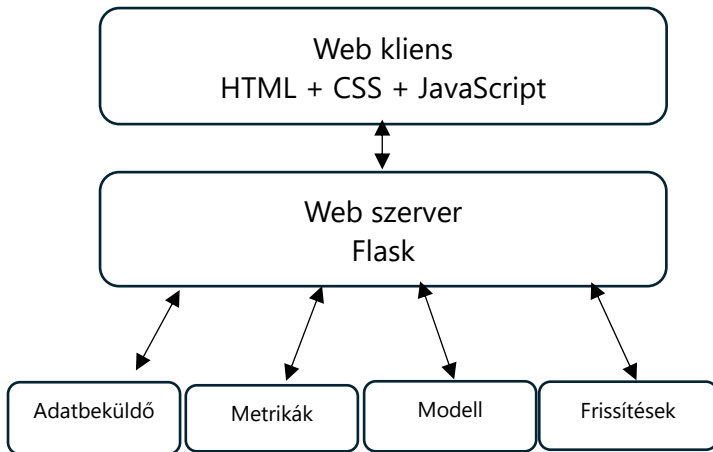 Web kliens
HTML + CSS + JavaScript
Web szerver
Flask
Adatbeküldő
Metrikák
Modell
Frissítések